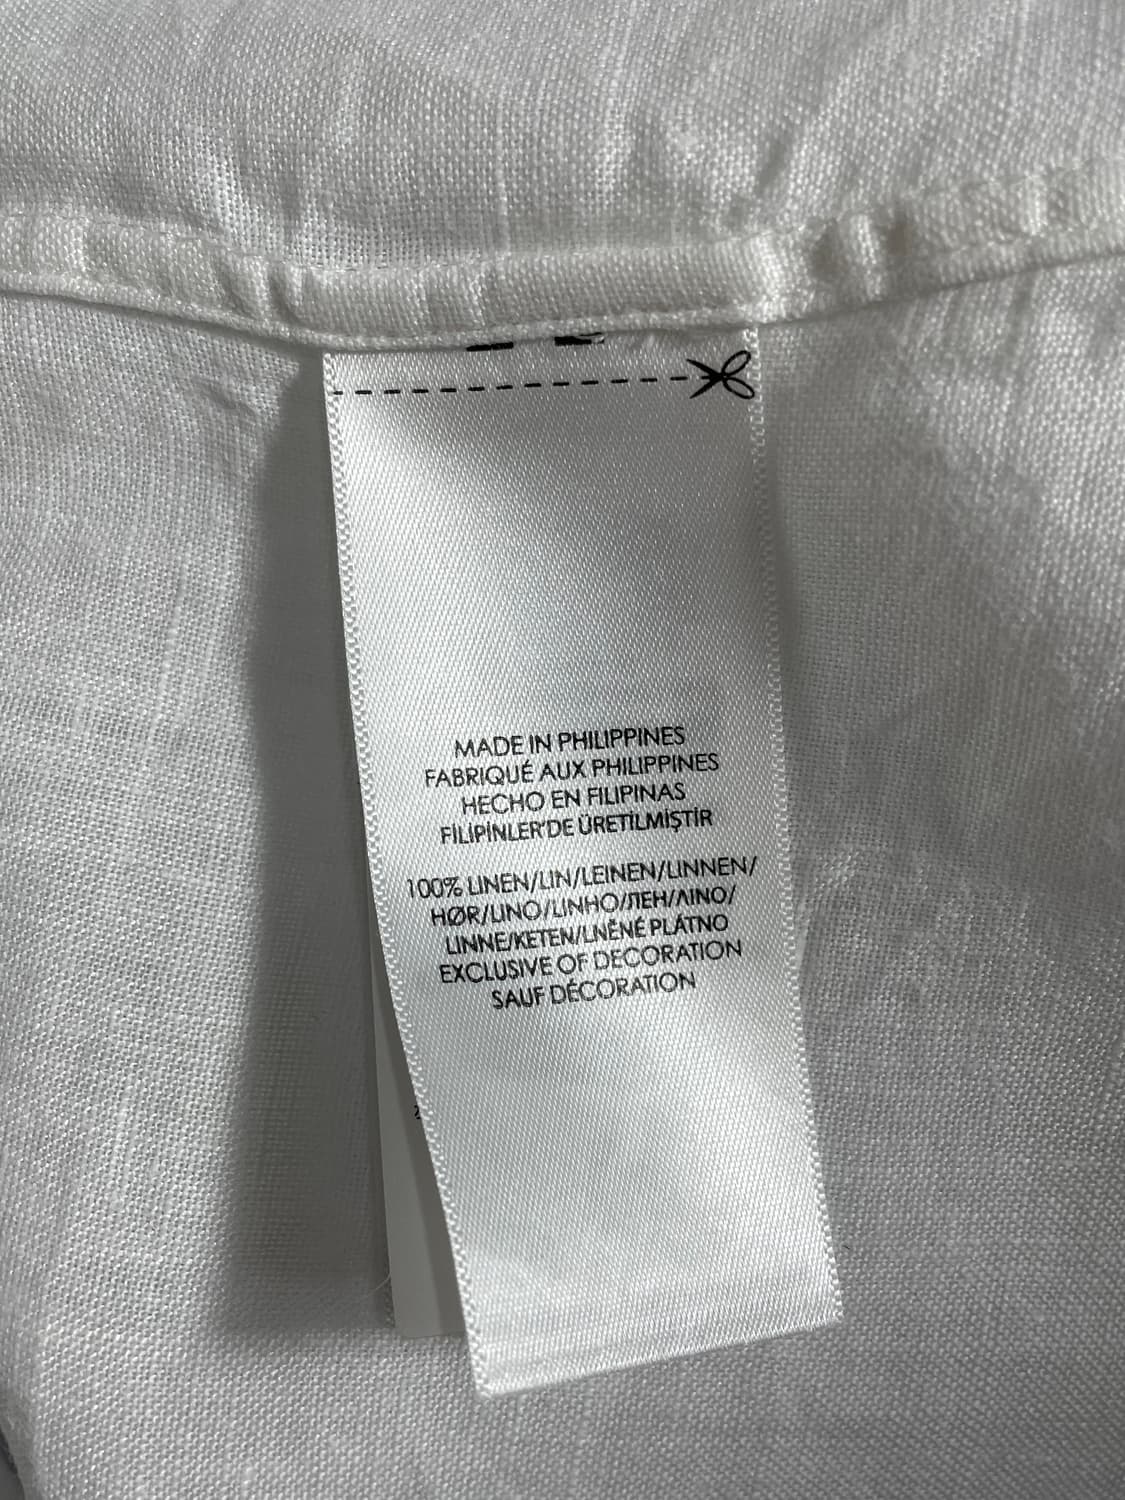 MADE IN PHILIPPINES
FABRIQUÉ AUX PHILIPPINES
HECHO EN FILIPINAS
FİLİPİNLER'DE ÜRETİLMİŞTİR
100% LINEN/LIN/LEINEN/LINNEN/
HØR/LINO/LINHO/ЛЕН/ΛΙΝΟ/
LINNE/KETEN/LNĚNÉ PLÁTNO
EXCLUSIVE OF DECORATION
SAUF DÉCORATION